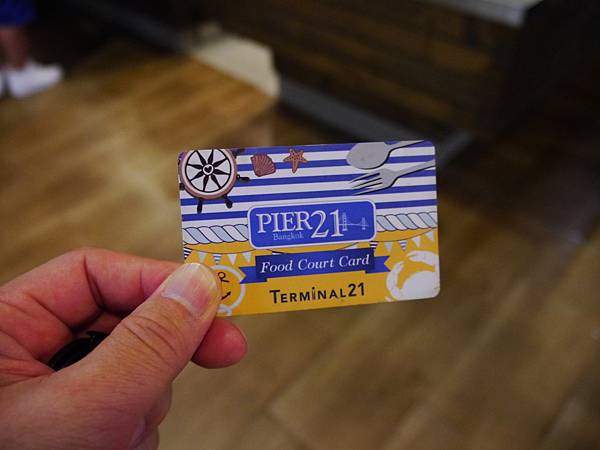 PIER21
Bangkok
Food Court Card
TERMINAL21